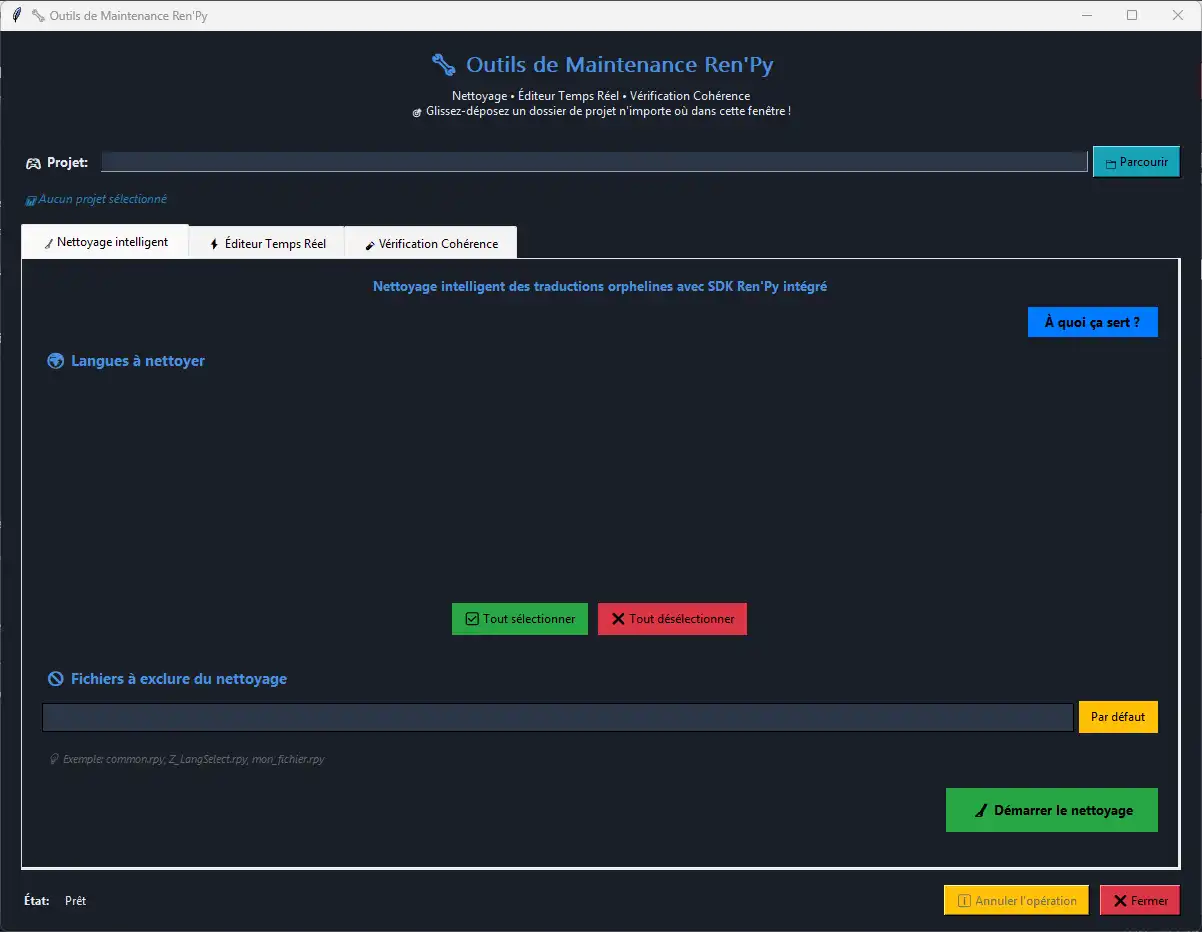 Outils de Maintenance Ren'Py
Outils de Maintenance Ren'Py
Nettoyage • Éditeur Temps Réel • Vérification Cohérence
Glissez-déposez un dossier de projet n'importe où dans cette fenêtre !
Projet: Parcourir
Aucun projet sélectionné
Nettoyage intelligent Éditeur Temps Réel Vérification Cohérence
Nettoyage intelligent des traductions orphelines avec SDK Ren'Py intégré
À quoi ça sert ?
Langues à nettoyer
Tout sélectionner Tout désélectionner
Fichiers à exclure du nettoyage
Par défaut
Exemple: common.rpy, Z_LangSelect.rpy, mon_fichier.rpy
Démarrer le nettoyage
État: Prêt Annuler l'opération Fermer